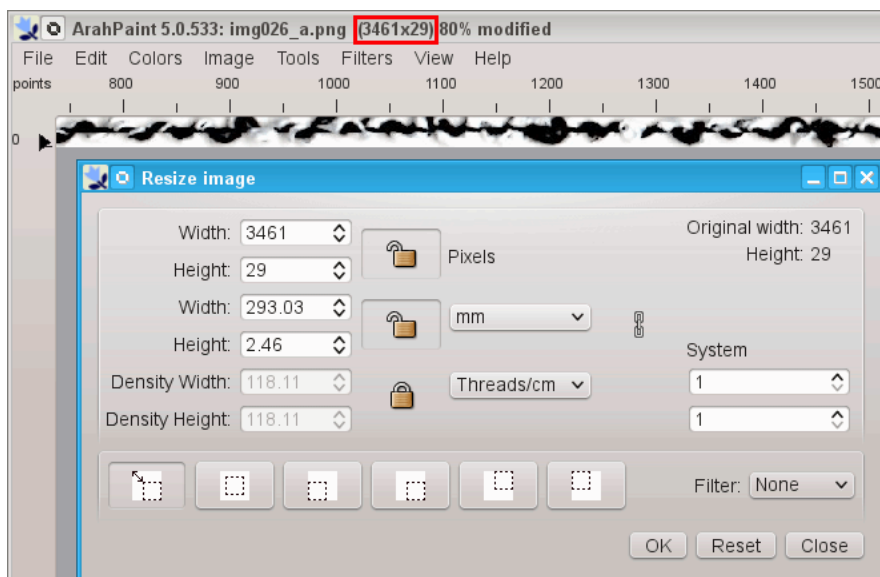 ArahPaint 5.0.533: img026_a.png (3461x29) 80% modified
File Edit Colors Image Tools Filters View Help
points 800 900 1000 1100 1200 1300 1400 1500
0
Resize image
Width: 3461
Original width: 3461
Height: 29
Pixels
Height: 29
Width: 293.03
mm
Height: 2.46
System
Density Width: 118.11
Threads/cm
1
Density Height: 118.11
1
Filter: None
OK Reset Close